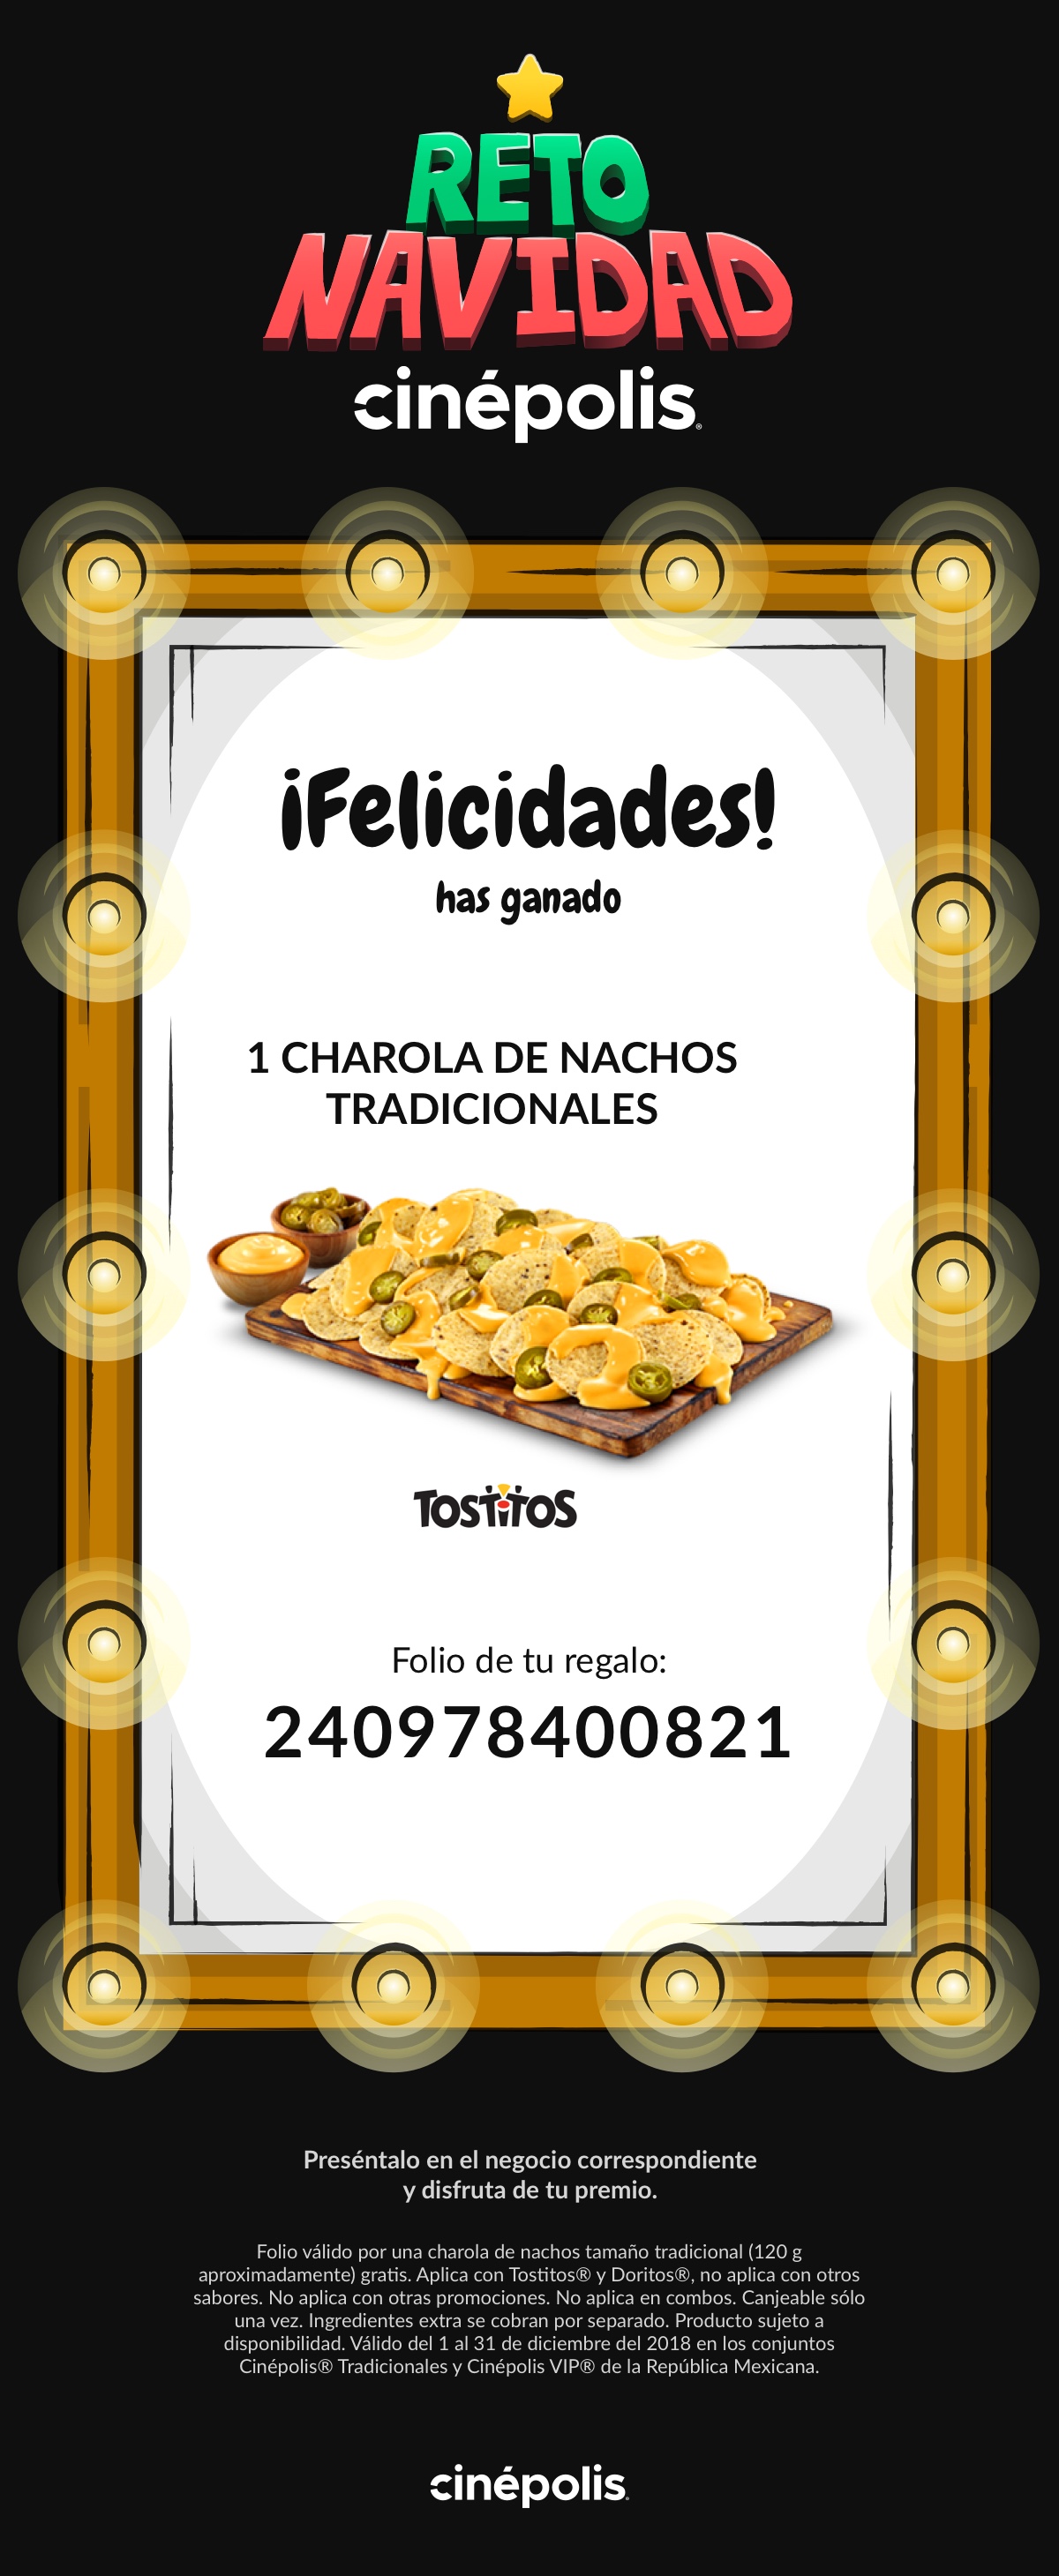 RETO
NAVIDAD
cinépolis®
¡Felicidades!
has ganado
1 CHAROLA DE NACHOS
TRADICIONALES
TOSTITOS
Folio de tu regalo:
240978400821
Preséntalo en el negocio correspondiente
y disfruta de tu premio.
Folio válido por una charola de nachos tamaño tradicional (120 g
aproximadamente) gratis. Aplica con Tostitos® y Doritos®, no aplica con otros
sabores. No aplica con otras promociones. No aplica en combos. Canjeable sólo
una vez. Ingredientes extra se cobran por separado. Producto sujeto a
disponibilidad. Válido del 1 al 31 de diciembre del 2018 en los conjuntos
Cinépolis® Tradicionales y Cinépolis VIP® de la República Mexicana.
cinépolis®